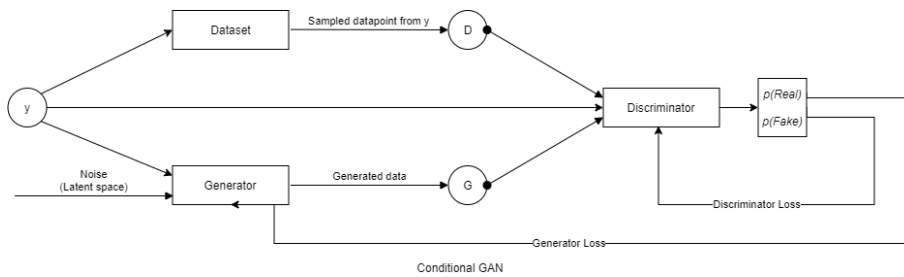 Dataset
Sampled datapoint from y
D
y
Discriminator
p(Real)
p(Fake)
Noise
(Latent space)
Generator
Generated data
G
Discriminator Loss
Generator Loss
Conditional GAN